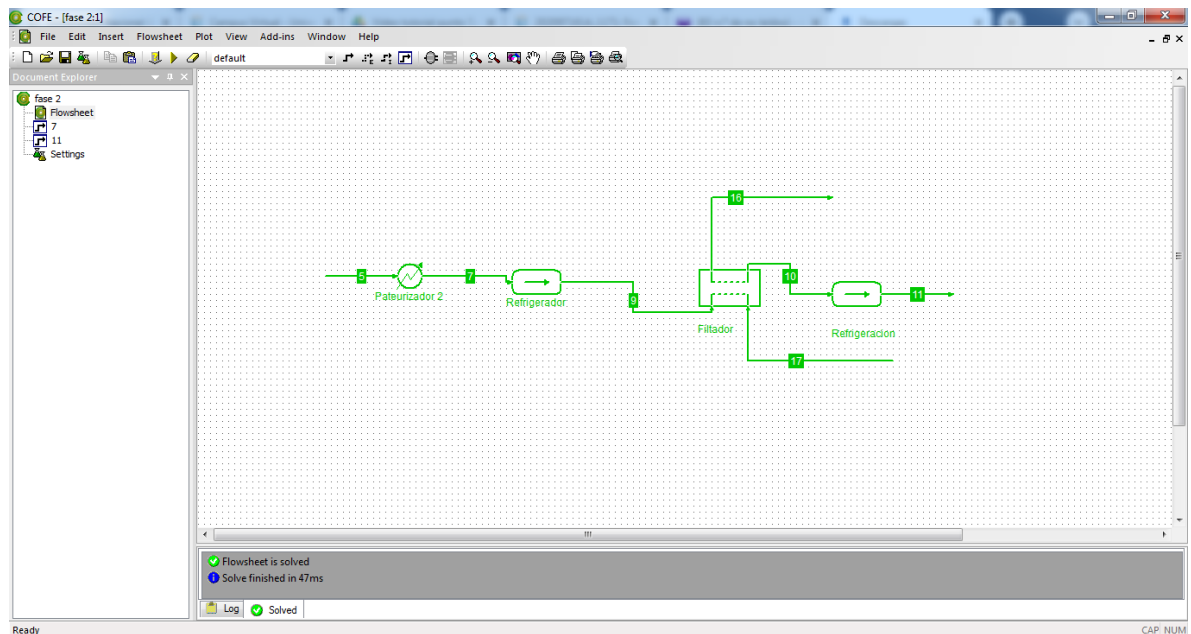 COFE - [fase 2:1]
File Edit Insert Flowsheet Plot View Add-ins Window Help
default
Document Explorer
fase 2
Flowsheet
7
11
Settings
16
5
7
10
11
9
Pateurizador 2
Refrigerador
Filtador
Refrigeracion
17
Flowsheet is solved
Solve finished in 47ms
Log Solved
Ready
CAP NUM